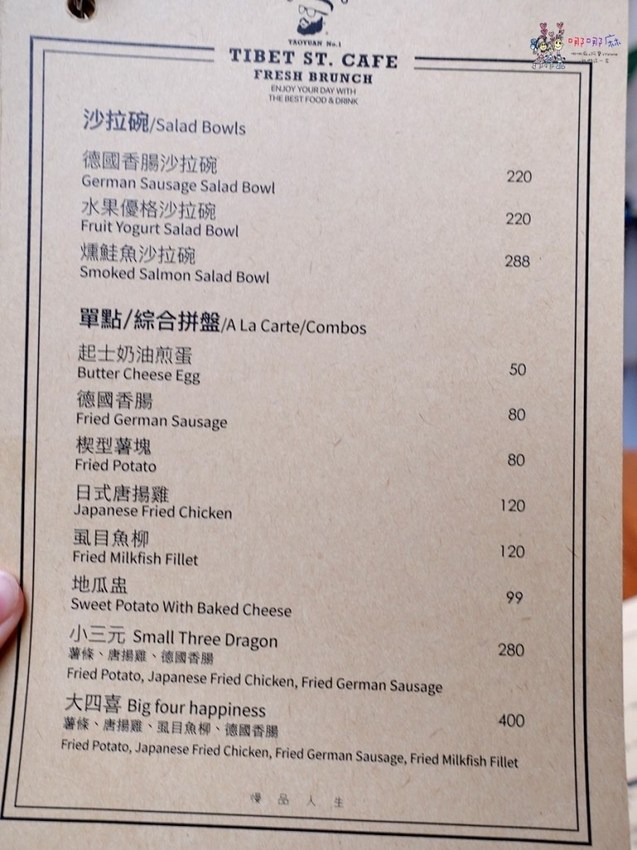 TAOYUAN No.1
TIBET ST. CAFE
FRESH BRUNCH
ENJOY YOUR DAY WITH
THE BEST FOOD & DRINK
沙拉碗/Salad Bowls
德國香腸沙拉碗
German Sausage Salad Bowl 220
水果優格沙拉碗
Fruit Yogurt Salad Bowl 220
燻鮭魚沙拉碗
Smoked Salmon Salad Bowl 288
單點/綜合拼盤/A La Carte/Combos
起士奶油煎蛋
Butter Cheese Egg 50
德國香腸
Fried German Sausage 80
楔型薯塊
Fried Potato 80
日式唐揚雞
Japanese Fried Chicken 120
虱目魚柳
Fried Milkfish Fillet 120
地瓜盅
Sweet Potato With Baked Cheese 99
小三元 Small Three Dragon 280
薯條、唐揚雞、德國香腸
Fried Potato, Japanese Fried Chicken, Fried German Sausage
大四喜 Big four happiness 400
薯條、唐揚雞、虱目魚柳、德國香腸
Fried Potato, Japanese Fried Chicken, Fried German Sausage, Fried Milkfish Fillet
慢品人生